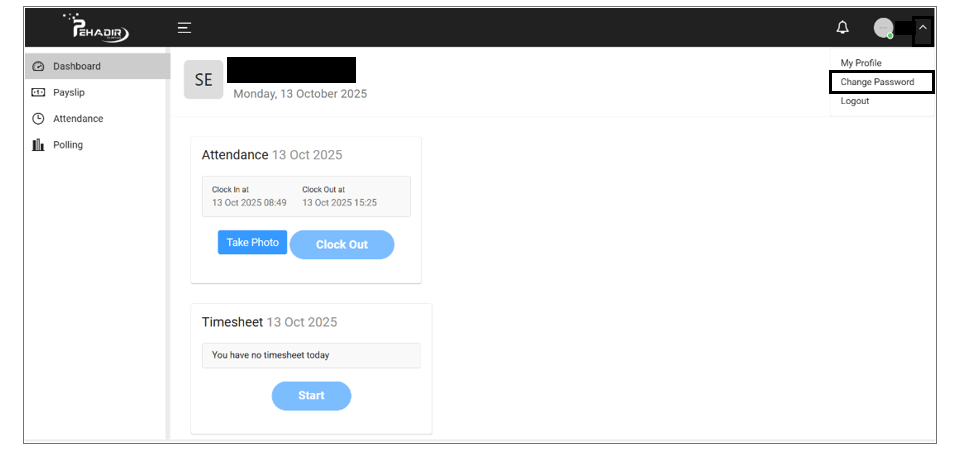 PEHADIR
My Profile
Change Password
Logout
Dashboard
Payslip
Attendance
Polling
SE
Monday, 13 October 2025
Attendance 13 Oct 2025
Clock In at
Clock Out at
13 Oct 2025 08:49
13 Oct 2025 15:25
Take Photo
Clock Out
Timesheet 13 Oct 2025
You have no timesheet today
Start